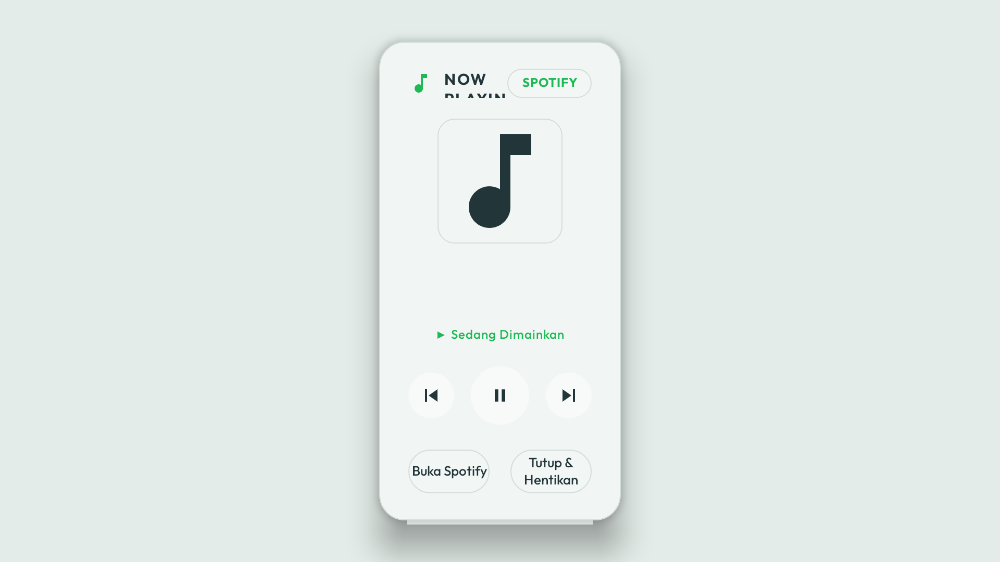 NOW
SPOTIFY
► Sedang Dimainkan
Buka Spotify
Tutup &
Hentikan